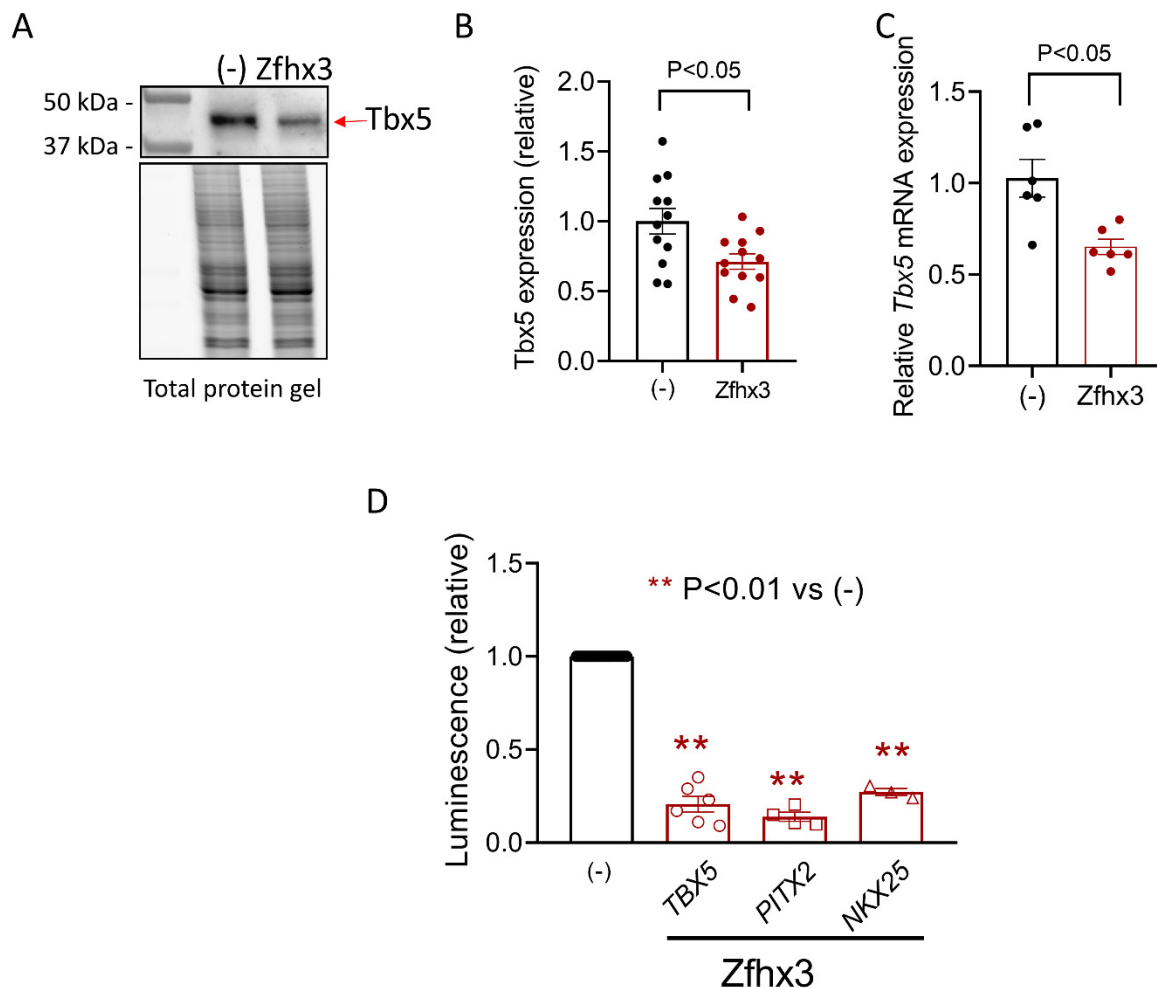 A
(-) Zfhx3
50 kDa -
37 kDa -
Tbx5
Total protein gel
B
P<0.05
Tbx5 expression (relative)
2.0
1.5
1.0
0.5
0.0
(-)
Zfhx3
C
P<0.05
Relative Tbx5 mRNA expression
1.5
1.0
0.5
0.0
(-)
Zfhx3
D
Luminescence (relative)
1.5
1.0
0.5
0.0
** P<0.01 vs (-)
**
**
**
(-)
TBX5
PITX2
NKX25
Zfhx3